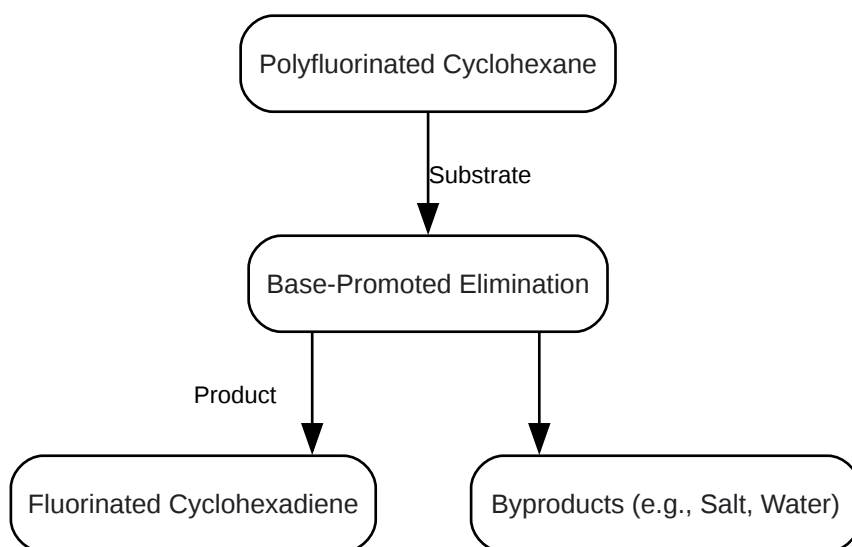 Polyfluorinated Cyclohexane
Substrate
Base-Promoted Elimination
Product
Fluorinated Cyclohexadiene
Byproducts (e.g., Salt, Water)